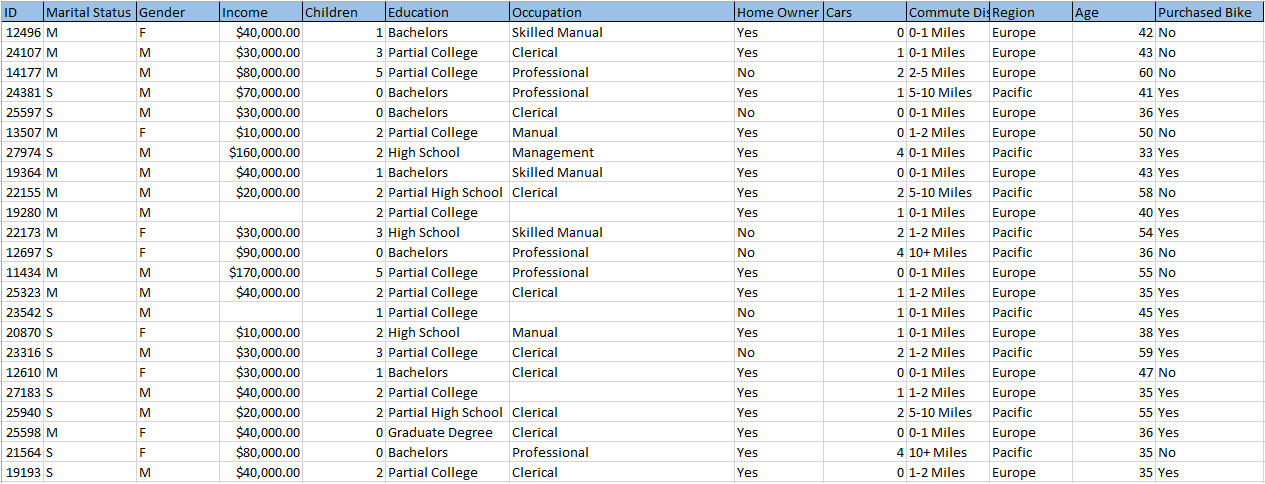 ID Marital Status Gender Income Children Education Occupation Home Owner Cars Commute Dis Region Age Purchased Bike
12496 M F $40,000.00 1 Bachelors Skilled Manual Yes 0 0-1 Miles Europe 42 No
24107 M M $30,000.00 3 Partial College Clerical Yes 1 0-1 Miles Europe 43 No
14177 M M $80,000.00 5 Partial College Professional No 2 2-5 Miles Europe 60 No
24381 S M $70,000.00 0 Bachelors Professional Yes 1 5-10 Miles Pacific 41 Yes
25597 S M $30,000.00 0 Bachelors Clerical No 0 0-1 Miles Europe 36 Yes
13507 M F $10,000.00 2 Partial College Manual Yes 0 1-2 Miles Europe 50 No
27974 S M $160,000.00 2 High School Management Yes 4 0-1 Miles Pacific 33 Yes
19364 M M $40,000.00 1 Bachelors Skilled Manual Yes 0 0-1 Miles Europe 43 Yes
22155 M M $20,000.00 2 Partial High School Clerical Yes 2 5-10 Miles Pacific 58 No
19280 M M 2 Partial College Yes 1 0-1 Miles Europe 40 Yes
22173 M F $30,000.00 3 High School Skilled Manual No 2 1-2 Miles Pacific 54 Yes
12697 S F $90,000.00 0 Bachelors Professional No 4 10+ Miles Pacific 36 No
11434 M M $170,000.00 5 Partial College Professional Yes 0 0-1 Miles Europe 55 No
25323 M M $40,000.00 2 Partial College Clerical Yes 1 1-2 Miles Europe 35 Yes
23542 S M 1 Partial College No 1 0-1 Miles Pacific 45 Yes
20870 S F $10,000.00 2 High School Manual Yes 1 0-1 Miles Europe 38 Yes
23316 S M $30,000.00 3 Partial College Clerical No 2 1-2 Miles Pacific 59 Yes
12610 M F $30,000.00 1 Bachelors Clerical Yes 0 0-1 Miles Europe 47 No
27183 S M $40,000.00 2 Partial College Yes 1 1-2 Miles Europe 35 Yes
25940 S M $20,000.00 2 Partial High School Clerical Yes 2 5-10 Miles Pacific 55 Yes
25598 M F $40,000.00 0 Graduate Degree Clerical Yes 0 0-1 Miles Europe 36 Yes
21564 S F $80,000.00 0 Bachelors Professional Yes 4 10+ Miles Pacific 35 No
19193 S M $40,000.00 2 Partial College Clerical Yes 0 1-2 Miles Europe 35 Yes